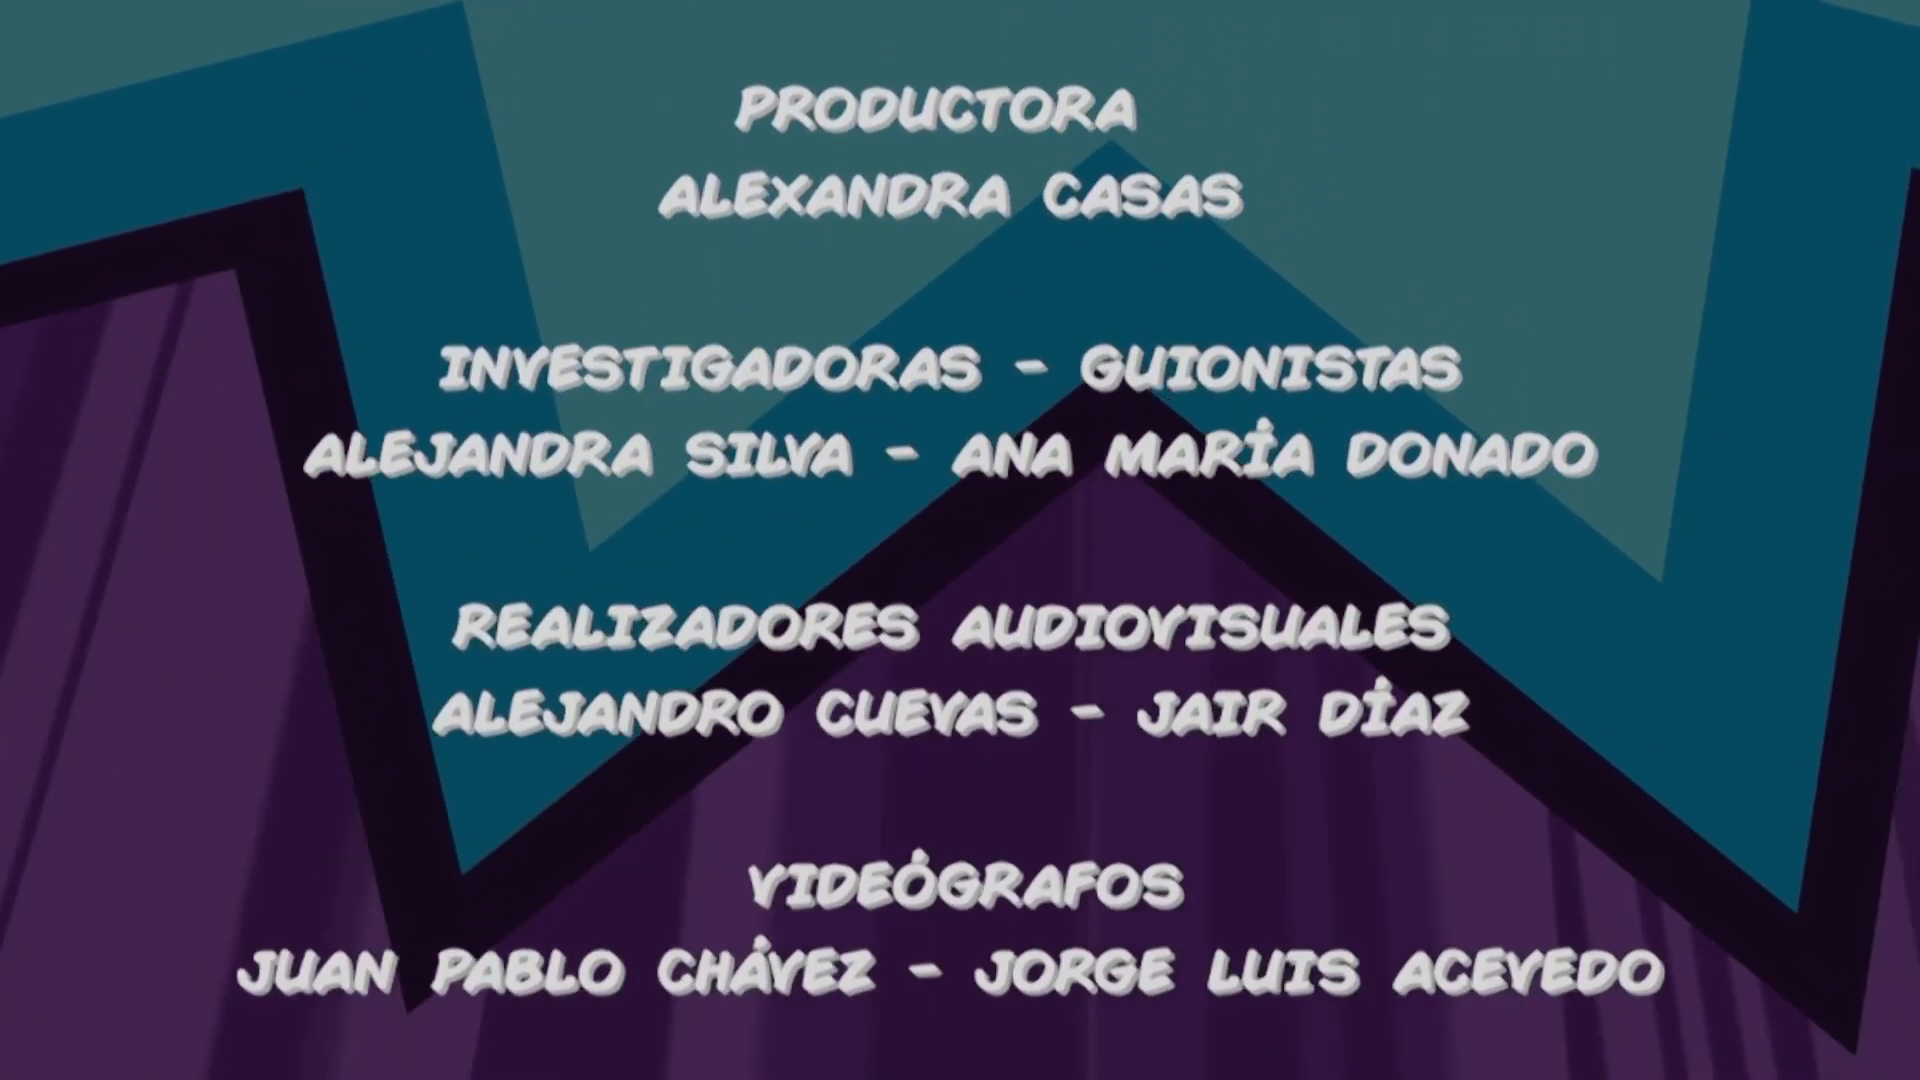 PRODUCTORA
ALEXANDRA CASAS
INVESTIGADORAS - GUIONISTAS
ALEJANDRA SILVA - ANA MARÍA DONADO
REALIZADORES AUDIOVISUALES
ALEJANDRO CUEVAS - JAIR DÍAZ
VIDEÓGRAFOS
JUAN PABLO CHÁVEZ - JORGE LUIS ACEVEDO